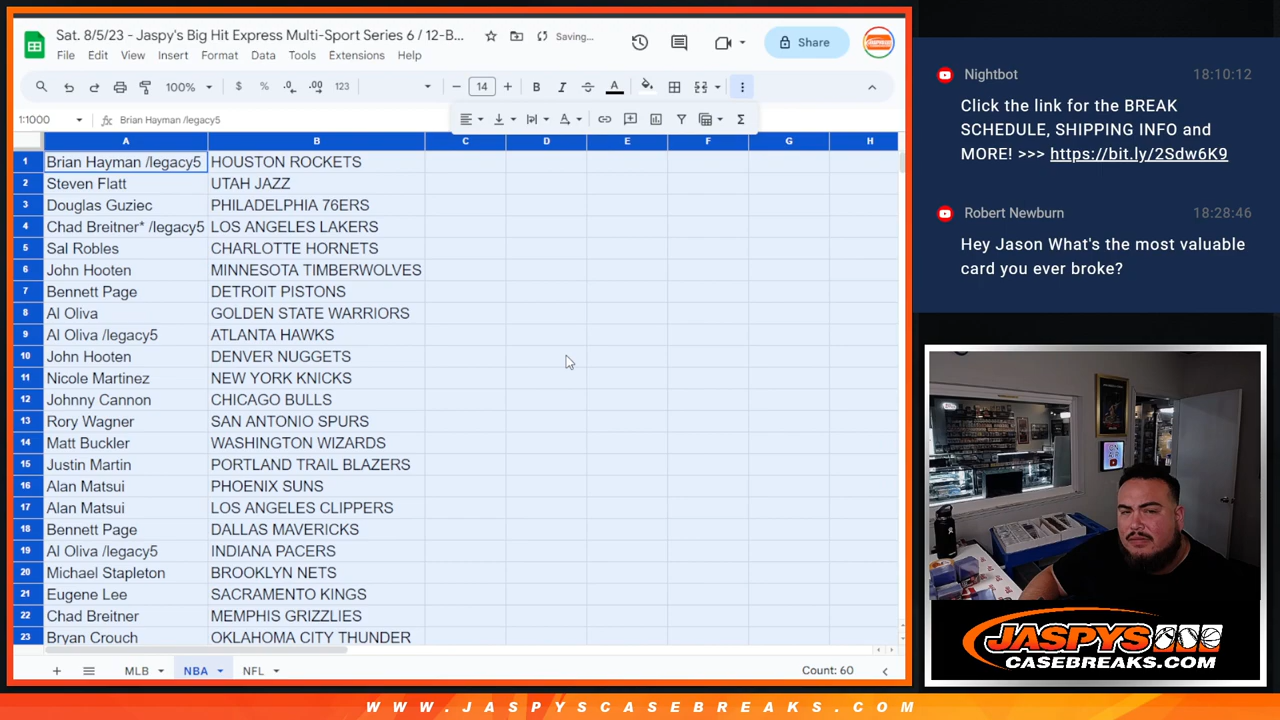 Sat. 8/5/23 - Jaspy's Big Hit Express Multi-Sport Series 6 / 12-B...
Saving...
Share
File Edit View Insert Format Data Tools Extensions Help
100% $ % .0 .00 123 14 B I S A
1:1000 fx Brian Hayman /legacy5
A B C D E F G H
1 Brian Hayman /legacy5 HOUSTON ROCKETS
2 Steven Flatt UTAH JAZZ
3 Douglas Guziec PHILADELPHIA 76ERS
4 Chad Breitner* /legacy5 LOS ANGELES LAKERS
5 Sal Robles CHARLOTTE HORNETS
6 John Hooten MINNESOTA TIMBERWOLVES
7 Bennett Page DETROIT PISTONS
8 Al Oliva GOLDEN STATE WARRIORS
9 Al Oliva /legacy5 ATLANTA HAWKS
10 John Hooten DENVER NUGGETS
11 Nicole Martinez NEW YORK KNICKS
12 Johnny Cannon CHICAGO BULLS
13 Rory Wagner SAN ANTONIO SPURS
14 Matt Buckler WASHINGTON WIZARDS
15 Justin Martin PORTLAND TRAIL BLAZERS
16 Alan Matsui PHOENIX SUNS
17 Alan Matsui LOS ANGELES CLIPPERS
18 Bennett Page DALLAS MAVERICKS
19 Al Oliva /legacy5 INDIANA PACERS
20 Michael Stapleton BROOKLYN NETS
21 Eugene Lee SACRAMENTO KINGS
22 Chad Breitner MEMPHIS GRIZZLIES
23 Bryan Crouch OKLAHOMA CITY THUNDER
MLB NBA NFL Count: 60
Nightbot 18:10:12
Click the link for the BREAK
SCHEDULE, SHIPPING INFO and
MORE! >>> https://bit.ly/2Sdw6K9
Robert Newburn 18:28:46
Hey Jason What's the most valuable
card you ever broke?
JASPYS
CASEBREAKS.COM
WWW.JASPYSCASEBREAKS.COM